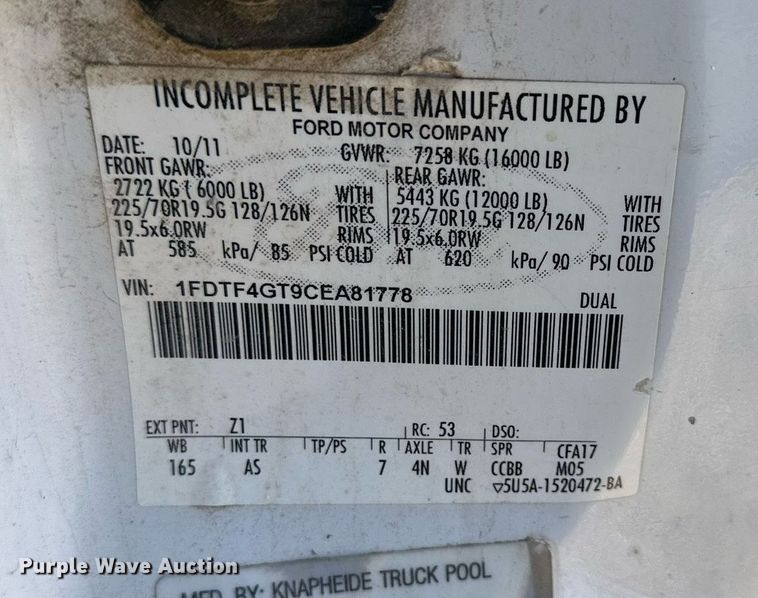 INCOMPLETE VEHICLE MANUFACTURED BY
FORD MOTOR COMPANY
DATE: 10/11 GVWR: 7258 KG (16000 LB)
FRONT GAWR: REAR GAWR:
2722 KG ( 6000 LB) WITH 5443 KG (12000 LB) WITH
225/70R19.5G 128/126N TIRES 225/70R19.5G 128/126N TIRES
19.5x6.0RW RIMS 19.5x6.0RW RIMS
AT 585 kPa/ 85 PSI COLD AT 620 kPa/ 90 PSI COLD
VIN: 1FDTF4GT9CEA81778 DUAL
EXT PNT: Z1 RC: 53 DSO:
WB INT TR TP/PS R AXLE TR SPR CFA17
165 AS 7 4N W CCBB M05
UNC ▽5U5A-1520472-BA
Purple Wave Auction
MFD. BY: KNAPHEIDE TRUCK POOL